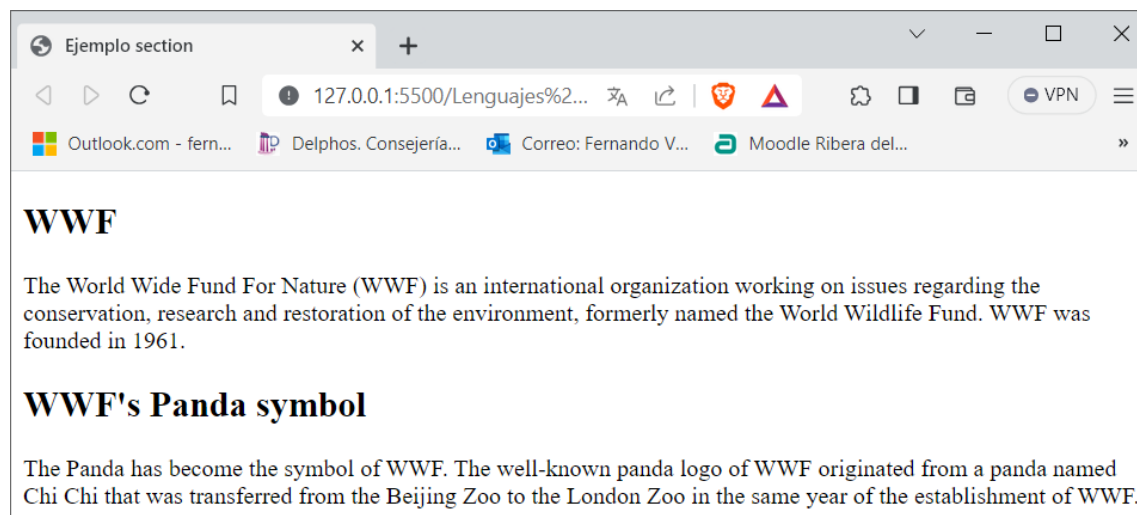 Ejemplo section
127.0.0.1:5500/Lenguajes%2...
VPN
Outlook.com - fern...
Delphos. Consejería...
Correo: Fernando V...
Moodle Ribera del...
WWF
The World Wide Fund For Nature (WWF) is an international organization working on issues regarding the
conservation, research and restoration of the environment, formerly named the World Wildlife Fund. WWF was
founded in 1961.
WWF's Panda symbol
The Panda has become the symbol of WWF. The well-known panda logo of WWF originated from a panda named
Chi Chi that was transferred from the Beijing Zoo to the London Zoo in the same year of the establishment of WWF.